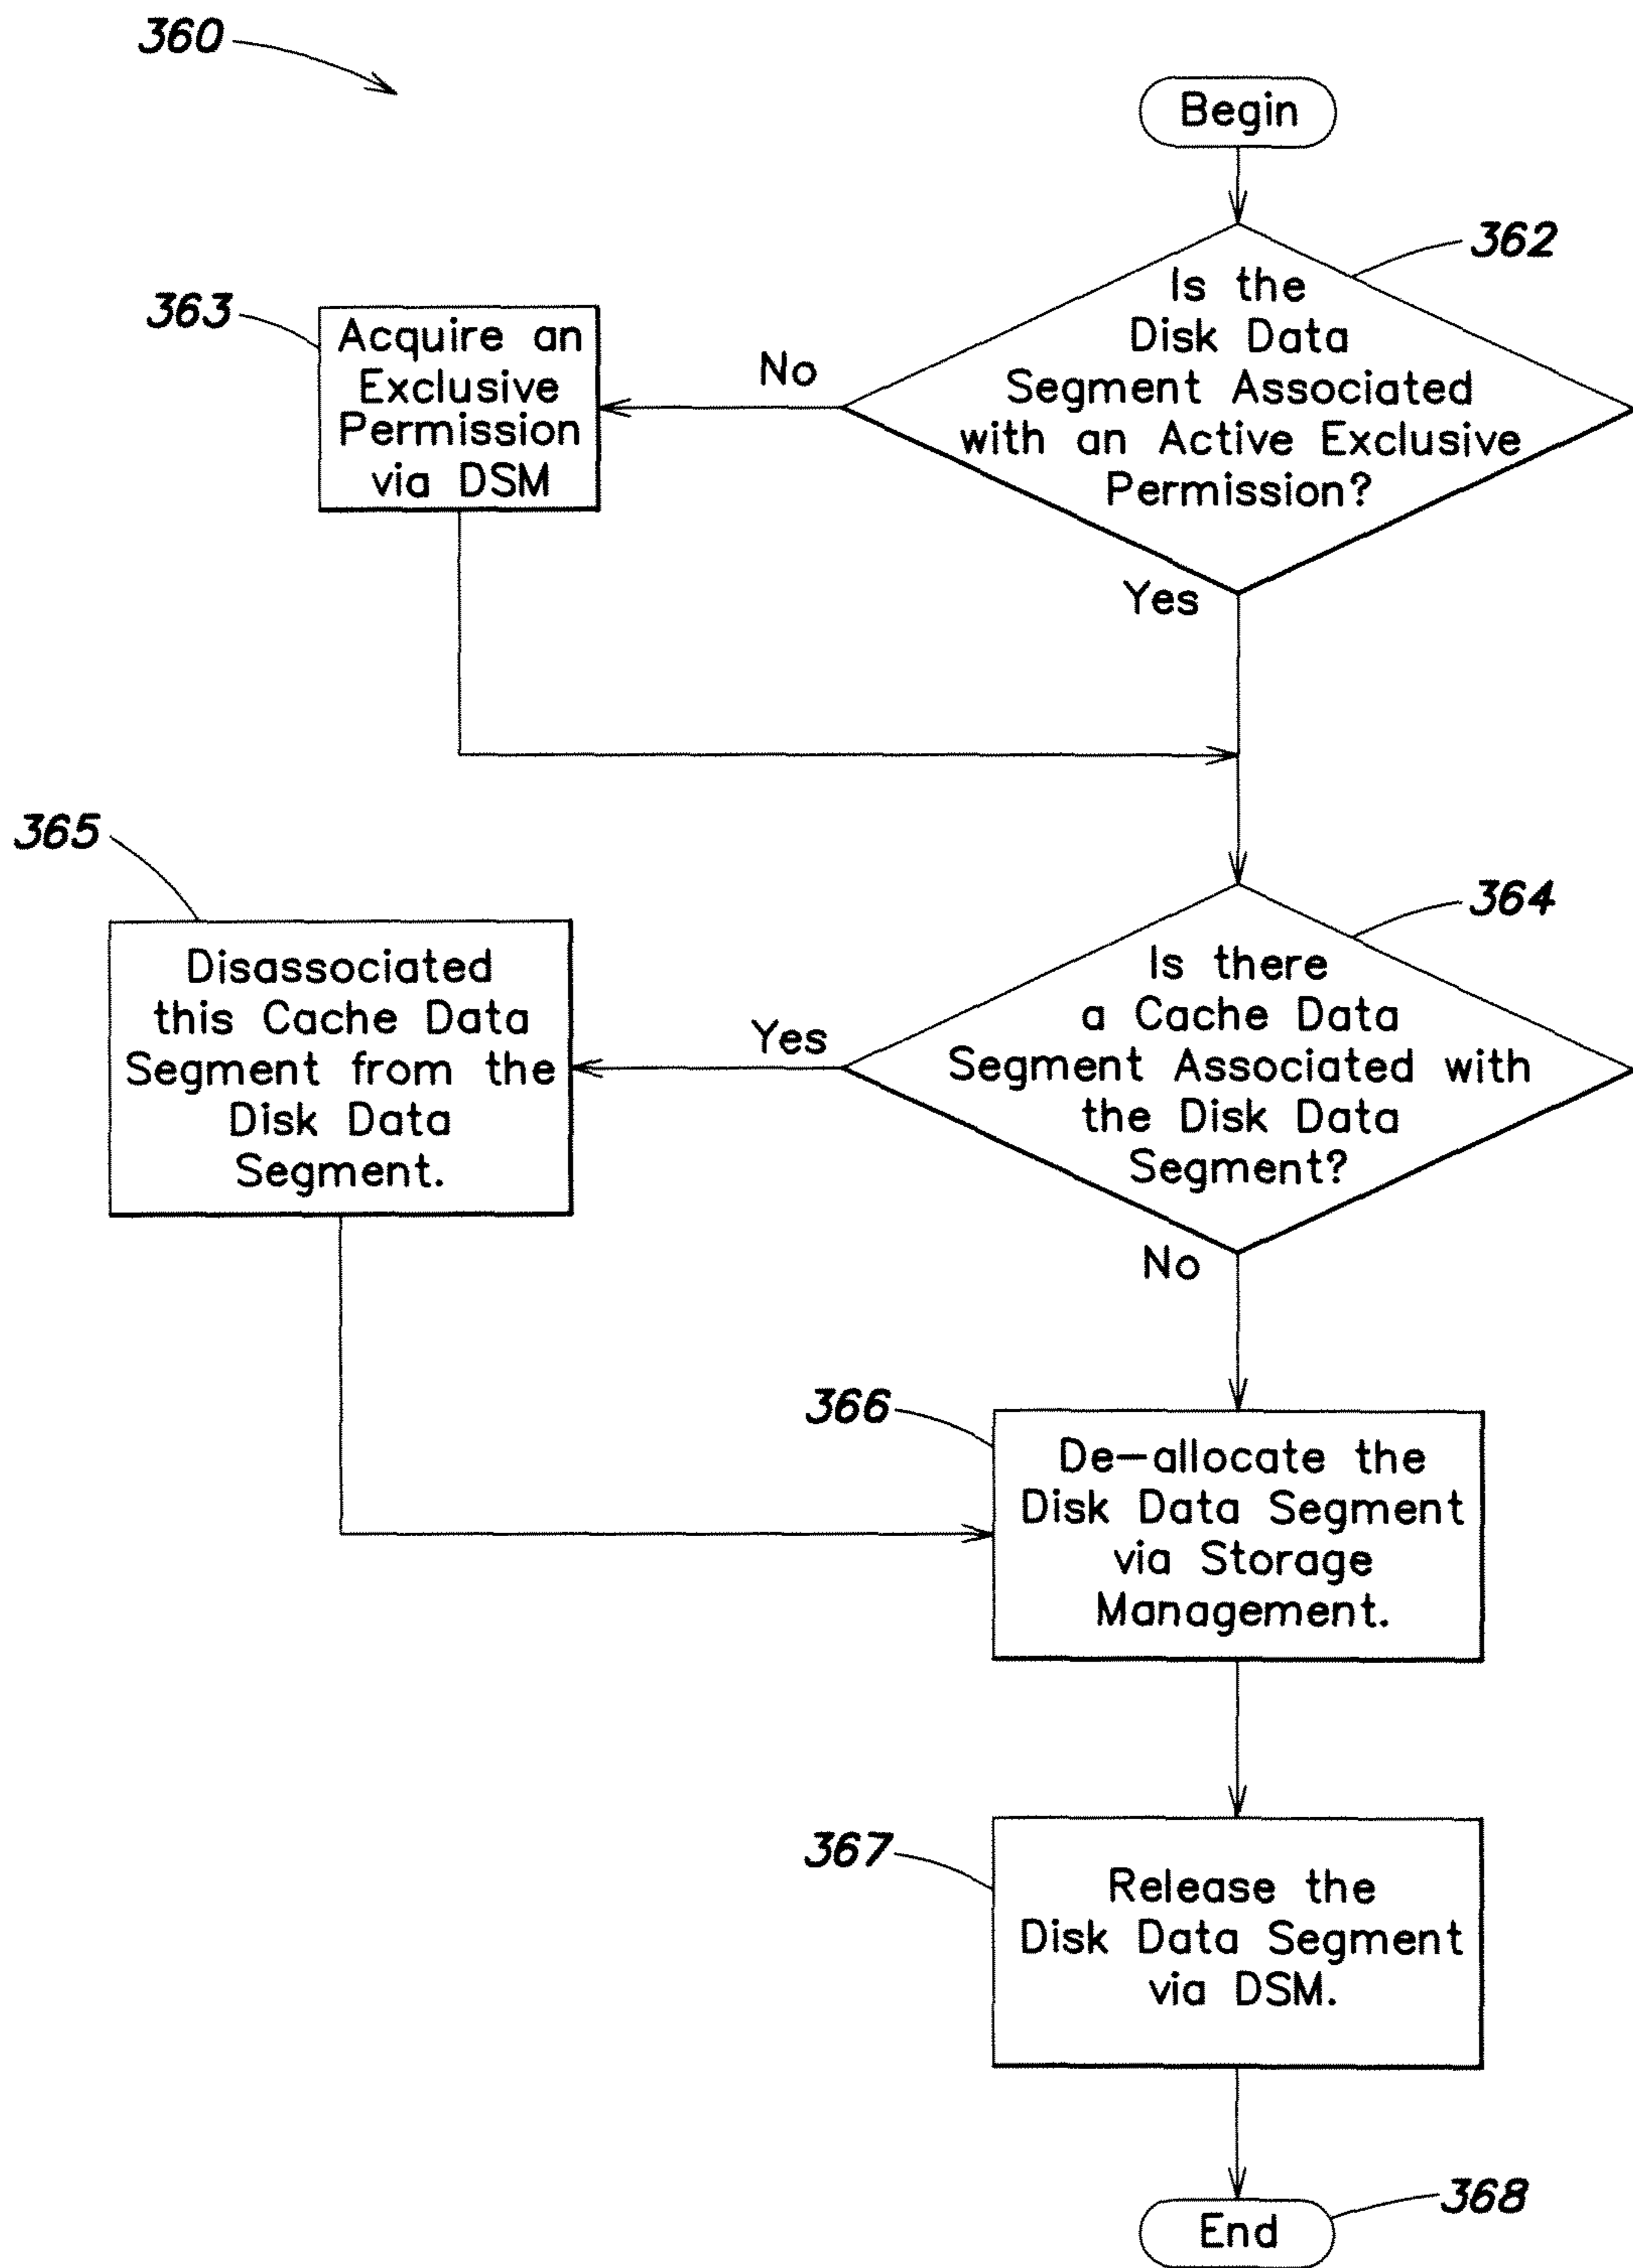 360
Begin
362
Is the
Disk Data
Segment Associated
with an Active Exclusive
Permission?
No
Yes
363
Acquire an
Exclusive
Permission
via DSM
364
Is there
a Cache Data
Segment Associated with
the Disk Data
Segment?
Yes
No
365
Disassociated
this Cache Data
Segment from the
Disk Data
Segment.
366
De-allocate the
Disk Data Segment
via Storage
Management.
367
Release the
Disk Data Segment
via DSM.
End
368